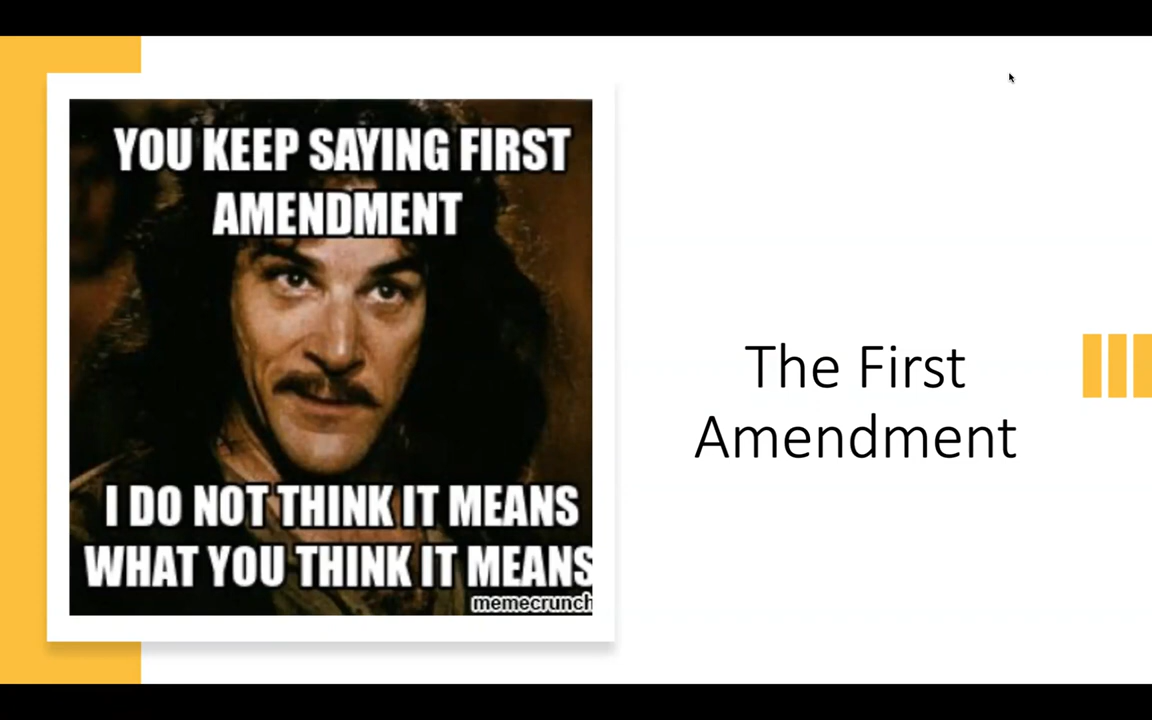 YOU KEEP SAYING FIRST
AMENDMENT
I DO NOT THINK IT MEANS
WHAT YOU THINK IT MEANS
memecrunch
The First
Amendment